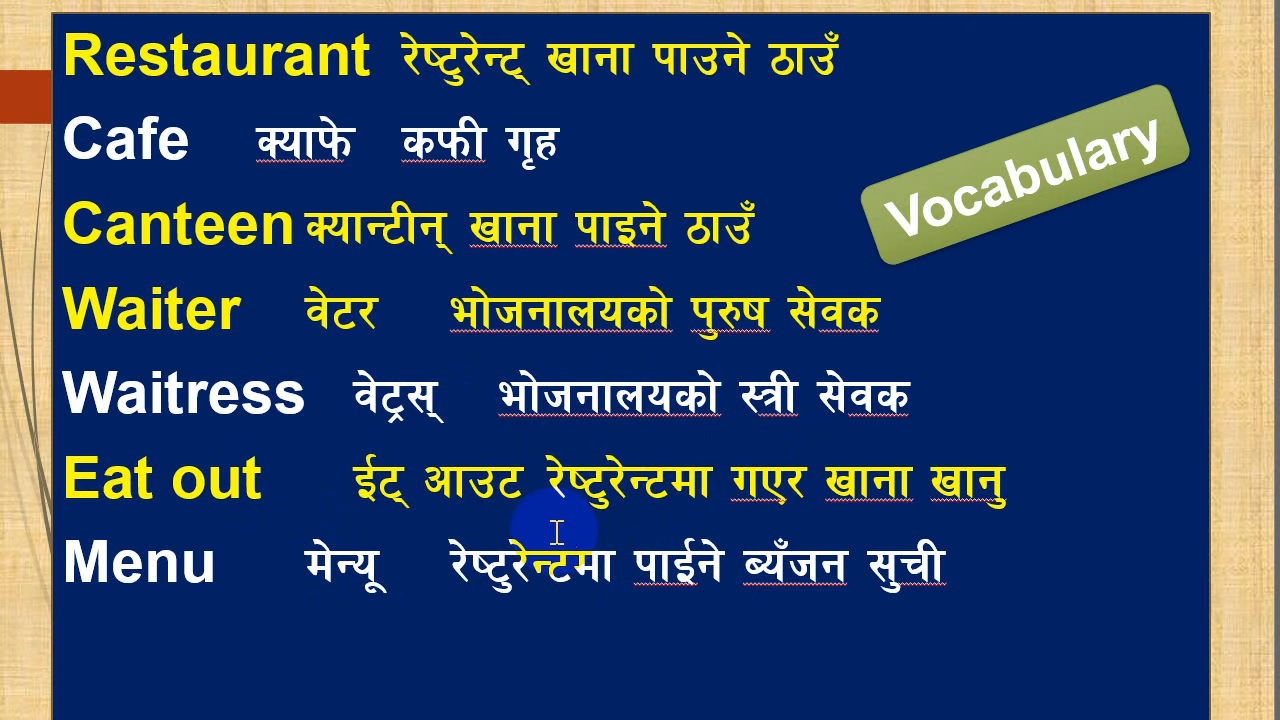 Restaurant रेष्टुरेन्ट् खाना पाउने ठाउँ
Cafe क्याफे कफी गृह
Vocabulary
Canteen क्यान्टीन् खाना पाइने ठाउँ
Waiter वेटर भोजनालयको पुरुष सेवक
Waitress वेट्रस् भोजनालयको स्त्री सेवक
Eat out ईट् आउट रेष्टुरेन्टमा गएर खाना खानु
Menu मेन्यू रेष्टुरेन्टमा पाईने ब्यँजन सुची